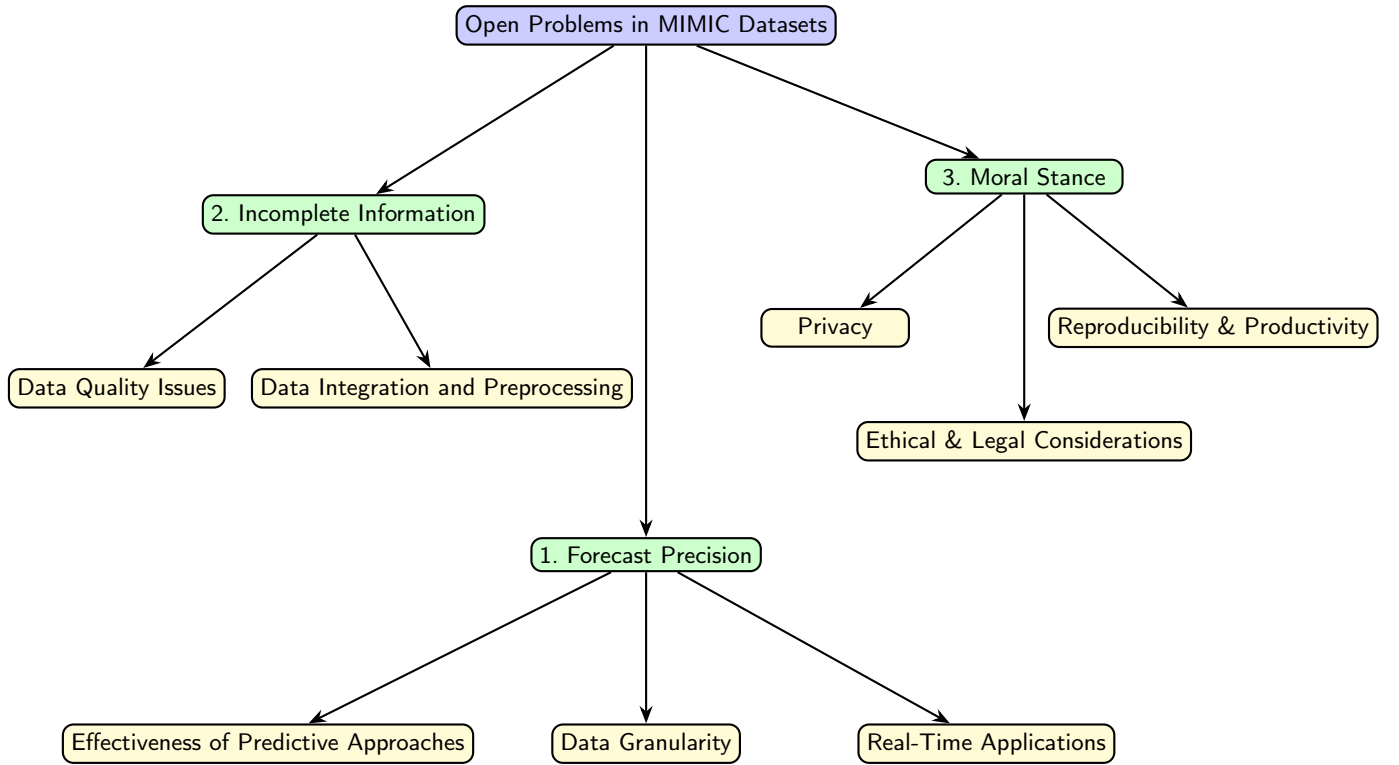 Open Problems in MIMIC Datasets
3. Moral Stance
2. Incomplete Information
Privacy
Reproducibility & Productivity
Data Quality Issues
Data Integration and Preprocessing
Ethical & Legal Considerations
1. Forecast Precision
Effectiveness of Predictive Approaches
Data Granularity
Real-Time Applications